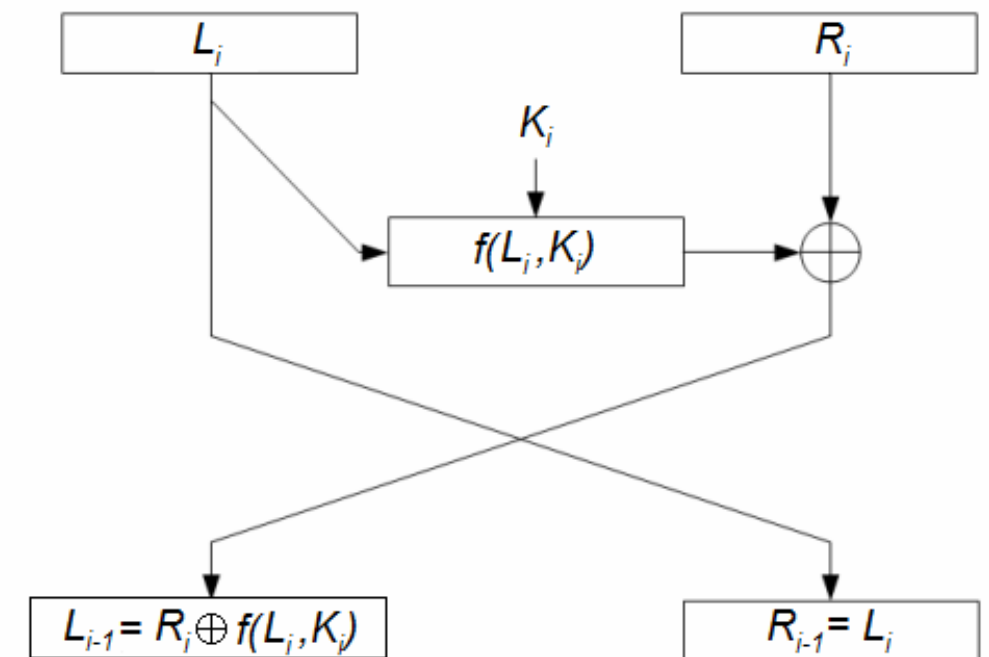 L_i
R_i
K_i
f(L_i,K_i)
L_{i-1}= R_i⊕f(L_i,K_i)
R_{i-1}= L_i